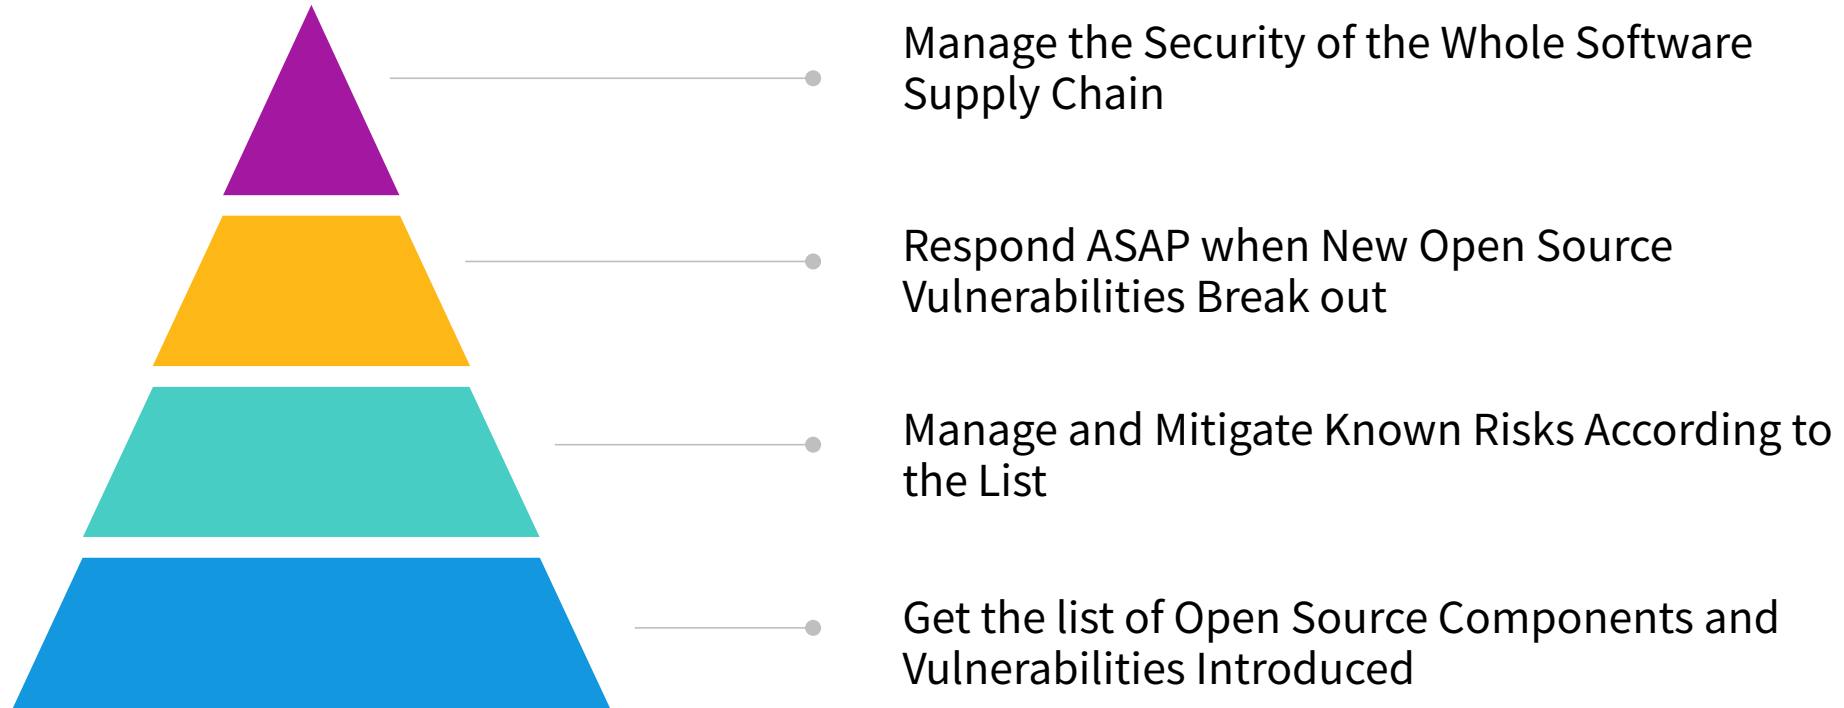 Manage the Security of the Whole Software
Supply Chain
Respond ASAP when New Open Source
Vulnerabilities Break out
Manage and Mitigate Known Risks According to
the List
Get the list of Open Source Components and
Vulnerabilities Introduced